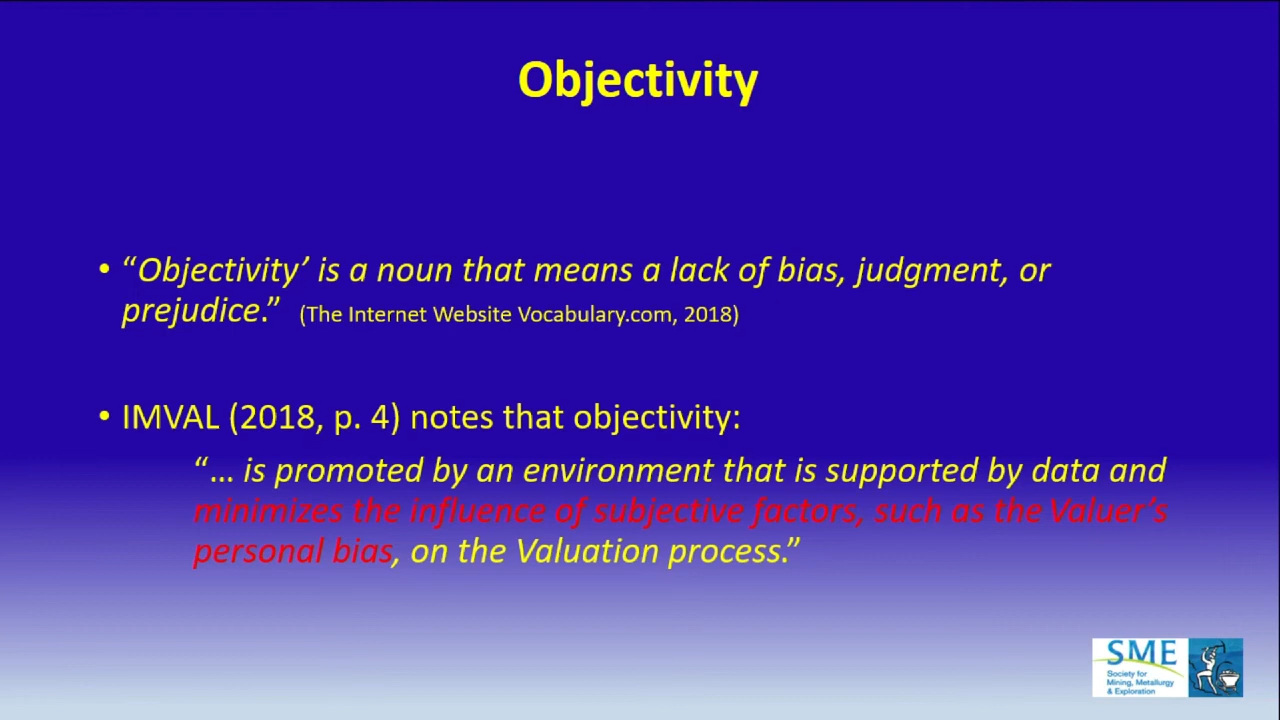 Objectivity
• “Objectivity’ is a noun that means a lack of bias, judgment, or
prejudice.” (The Internet Website Vocabulary.com, 2018)
• IMVAL (2018, p. 4) notes that objectivity:
“… is promoted by an environment that is supported by data and
minimizes the influence of subjective factors, such as the Valuer’s
personal bias, on the Valuation process.”
SME
Society for
Mining, Metallurgy
& Exploration